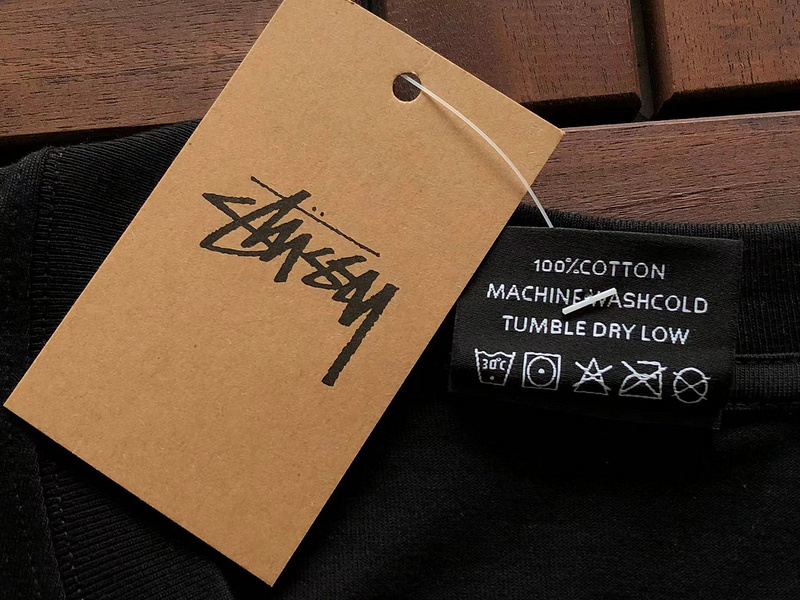 Stüssy
100%COTTON
MACHINE WASHCOLD
TUMBLE DRY LOW
30°C